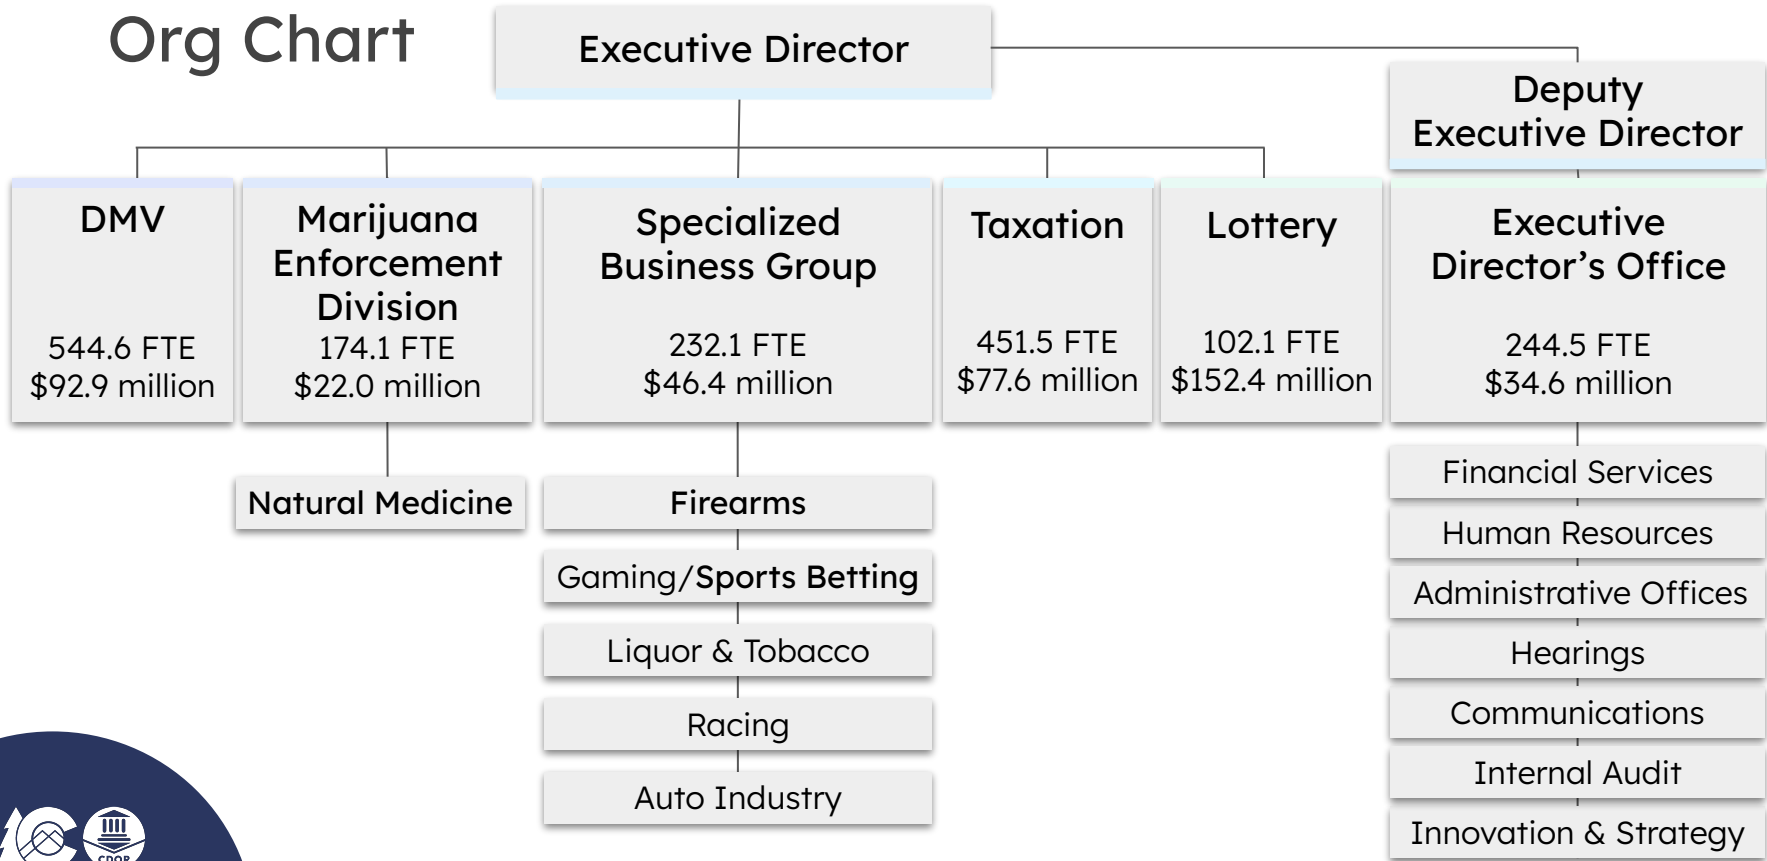 Org Chart
Executive Director
Deputy
Executive Director
DMV
544.6 FTE
$92.9 million
Marijuana
Enforcement
Division
174.1 FTE
$22.0 million
Natural Medicine
Specialized
Business Group
232.1 FTE
$46.4 million
Firearms
Gaming/Sports Betting
Liquor & Tobacco
Racing
Auto Industry
Taxation
451.5 FTE
$77.6 million
Lottery
102.1 FTE
$152.4 million
Executive
Director’s Office
244.5 FTE
$34.6 million
Financial Services
Human Resources
Administrative Offices
Hearings
Communications
Internal Audit
Innovation & Strategy
CDOR